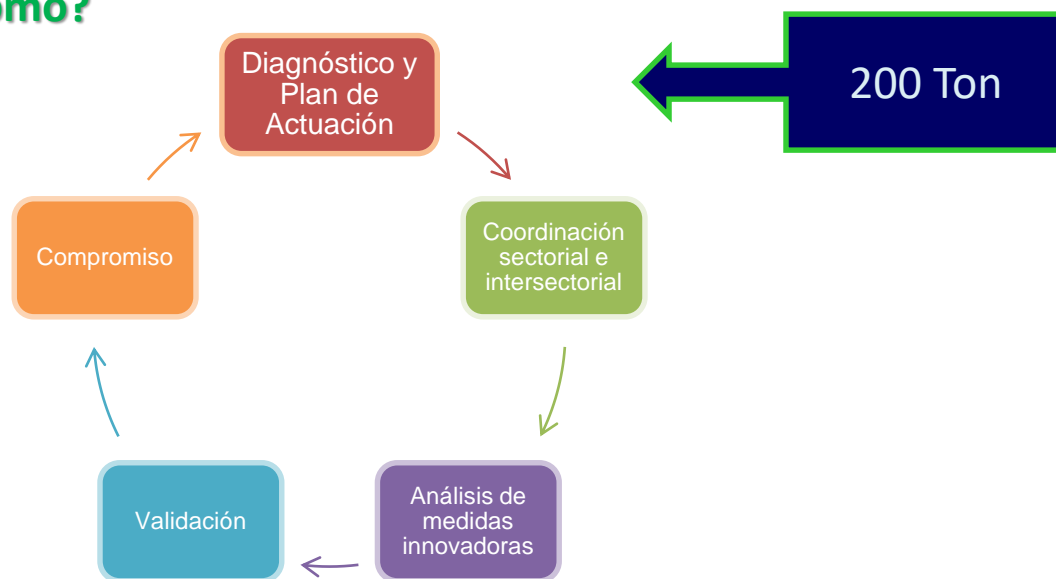 ómo?
Diagnóstico y
Plan de
Actuación
200 Ton
Coordinación
sectorial e
intersectorial
Compromiso
Análisis de
medidas
innovadoras
Validación